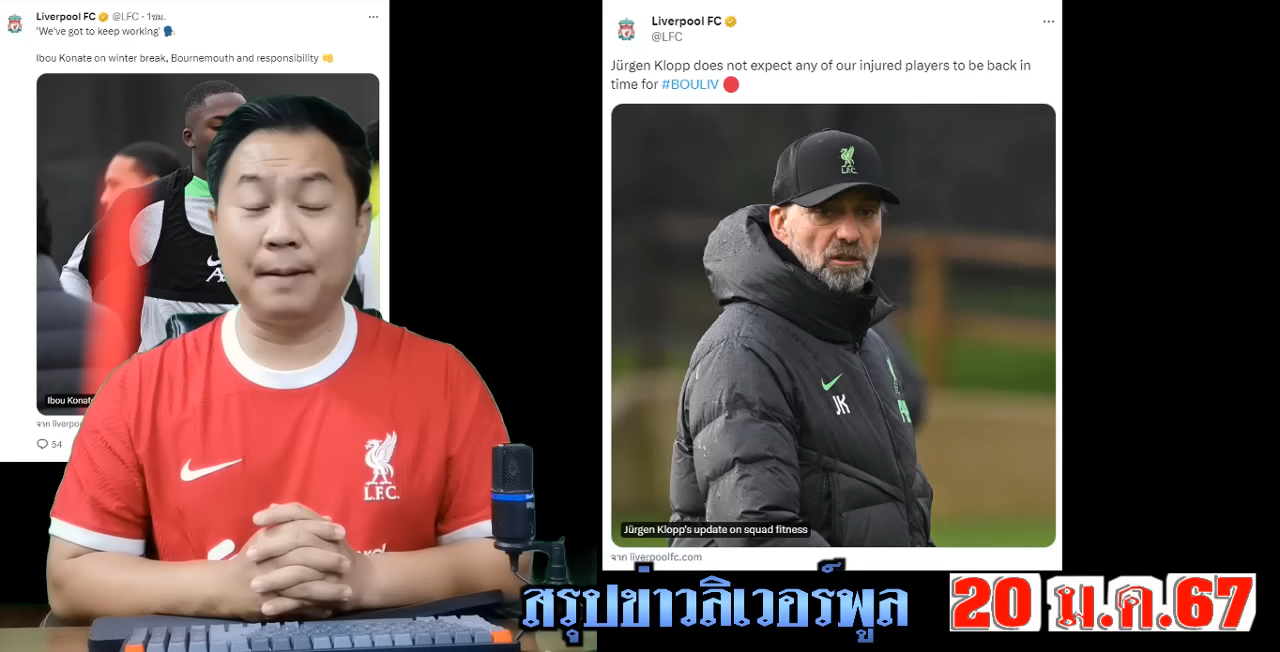 Liverpool FC @LFC · 1ชม.
'We've got to keep working'
Ibou Konate on winter break, Bournemouth and responsibility
L.F.C.
Ibou Konate
จาก liverpoo
54
Liverpool FC
@LFC
Jürgen Klopp does not expect any of our injured players to be back in
time for #BOULIV
L.F.C.
JK
Jürgen Klopp's update on squad fitness
จาก liverpoolfc.com
สรุปข่าวลิเวอร์พูล
20 ม.ค.67